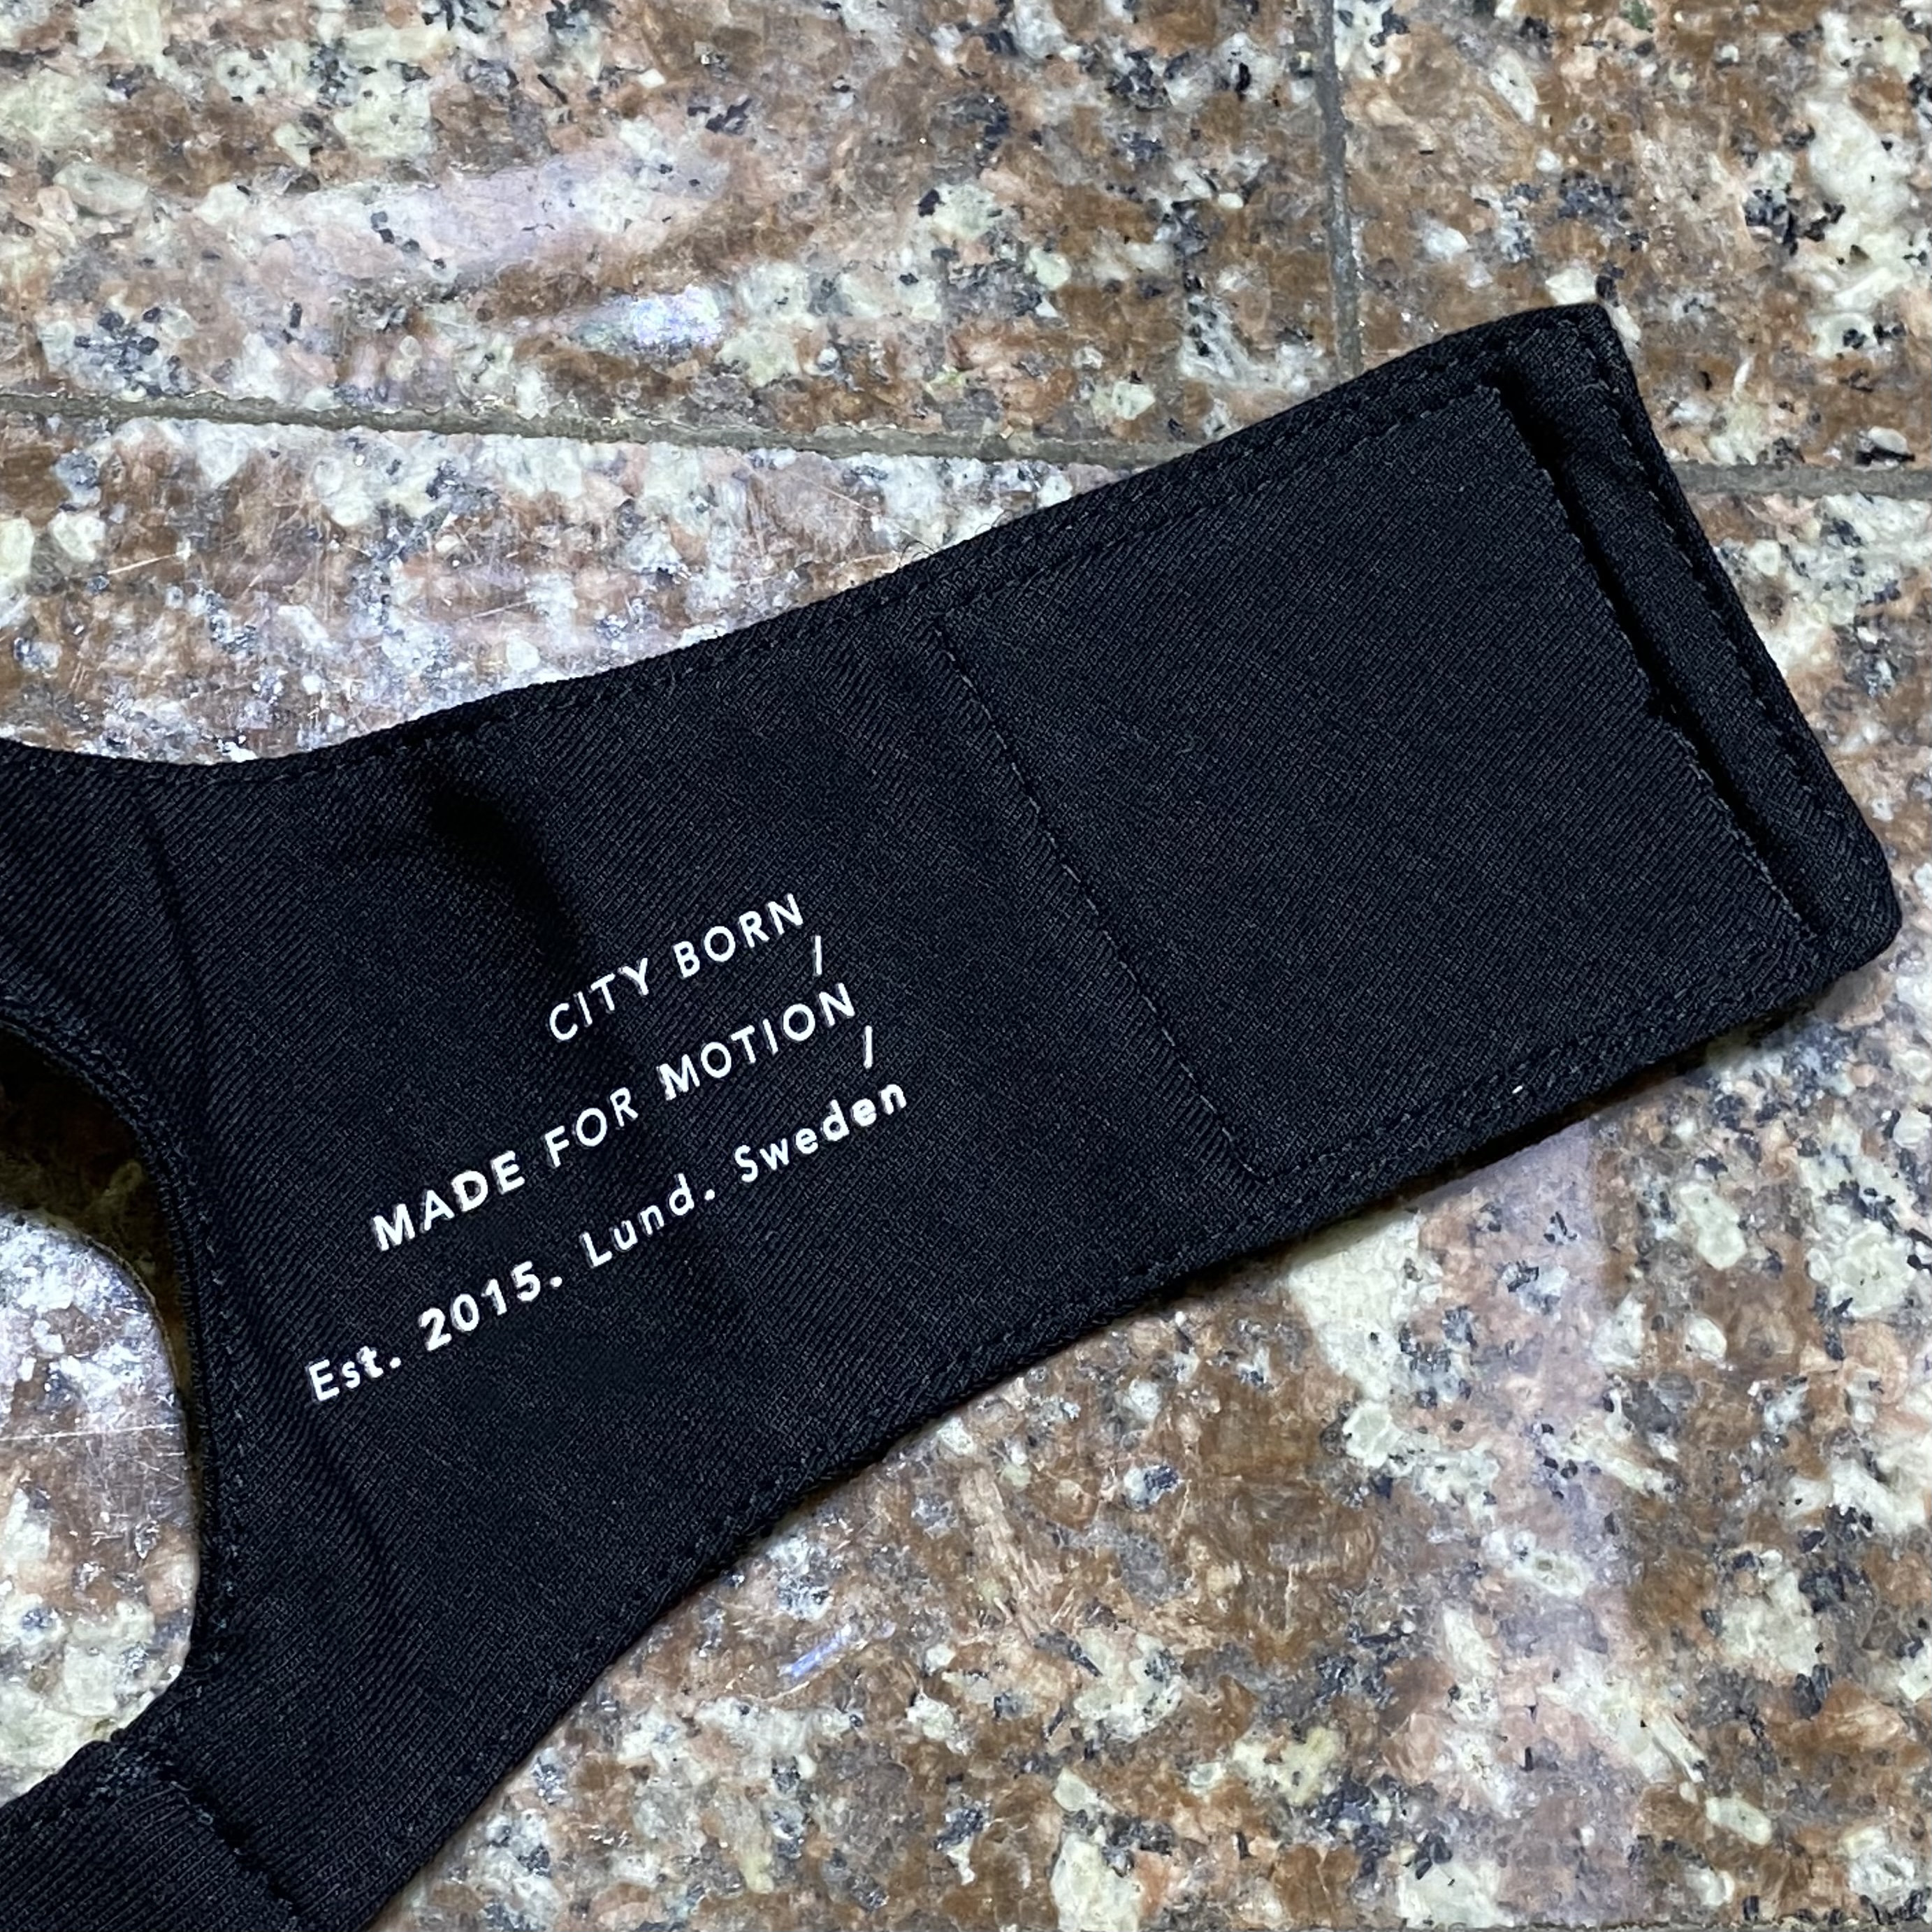 CITY BORN
/
MADE FOR MOTION
/
Est. 2015. Lund. Sweden